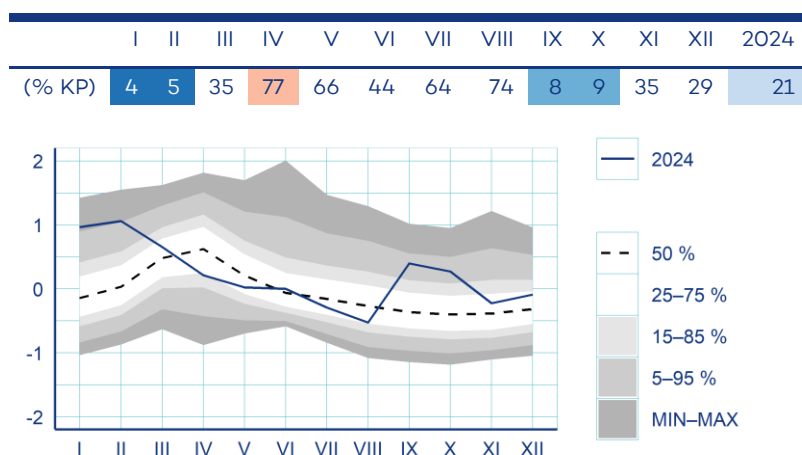 I II III IV V VI VII VIII IX X XI XII 2024
(% KP) 4 5 35 77 66 44 64 74 8 9 35 29 21
2
1
0
-1
-2
I II III IV V VI VII VIII IX X XI XII
2024
50 %
25–75 %
15–85 %
5–95 %
MIN–MAX